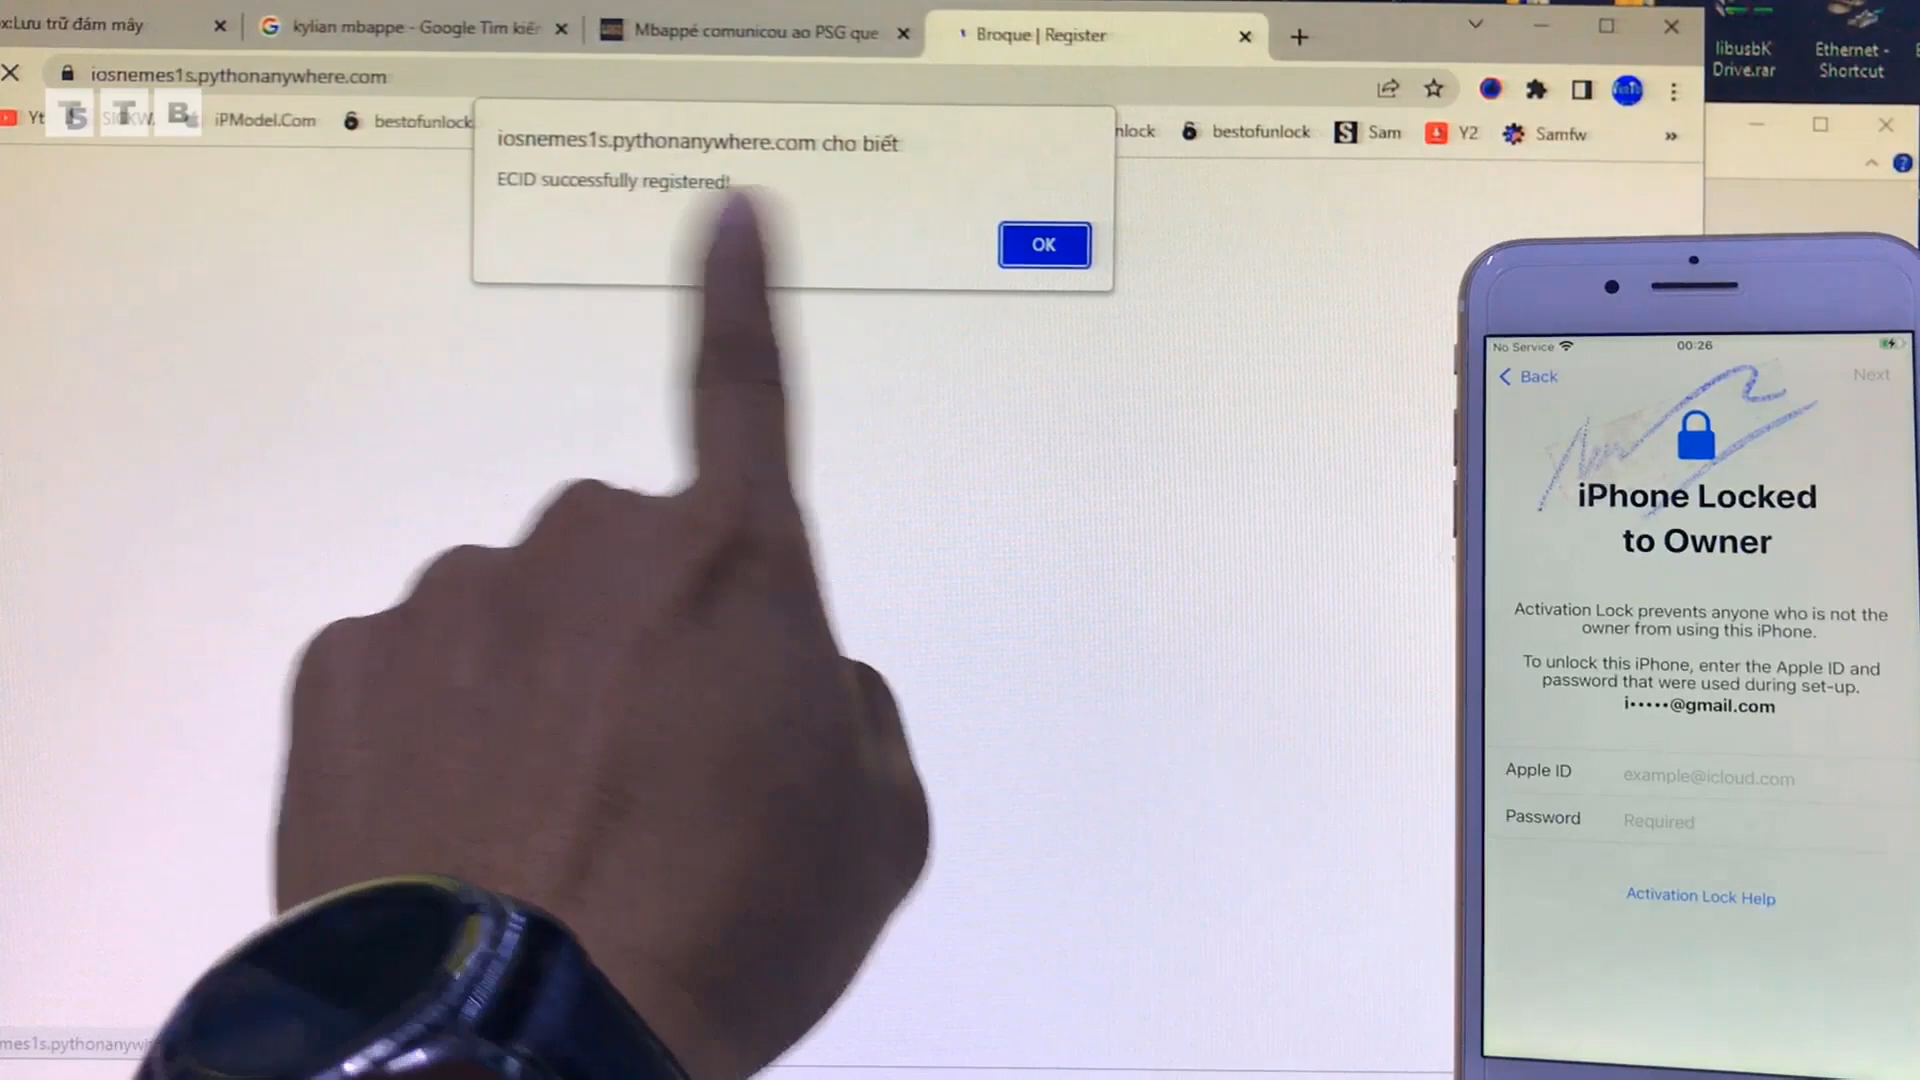 x:Lưu trữ đám mây
kylian mbappe - Google Tìm kiếm
Mbappé comunicou ao PSG que
Broque | Register
iosnemes1s.pythonanywhere.com
Yt
TS
T
B
iPModel.Com
bestofunlock
nlock
bestofunlock
Sam
Y2
Samfw
»
libusbK
Drive.rar
Ethernet -
Shortcut
iosnemes1s.pythonanywhere.com cho biết
ECID successfully registered!
OK
No Service
00:26
Back
Next
iPhone Locked
to Owner
Activation Lock prevents anyone who is not the
owner from using this iPhone.
To unlock this iPhone, enter the Apple ID and
password that were used during set-up.
i•••••@gmail.com
Apple ID
example@icloud.com
Password
Required
Activation Lock Help